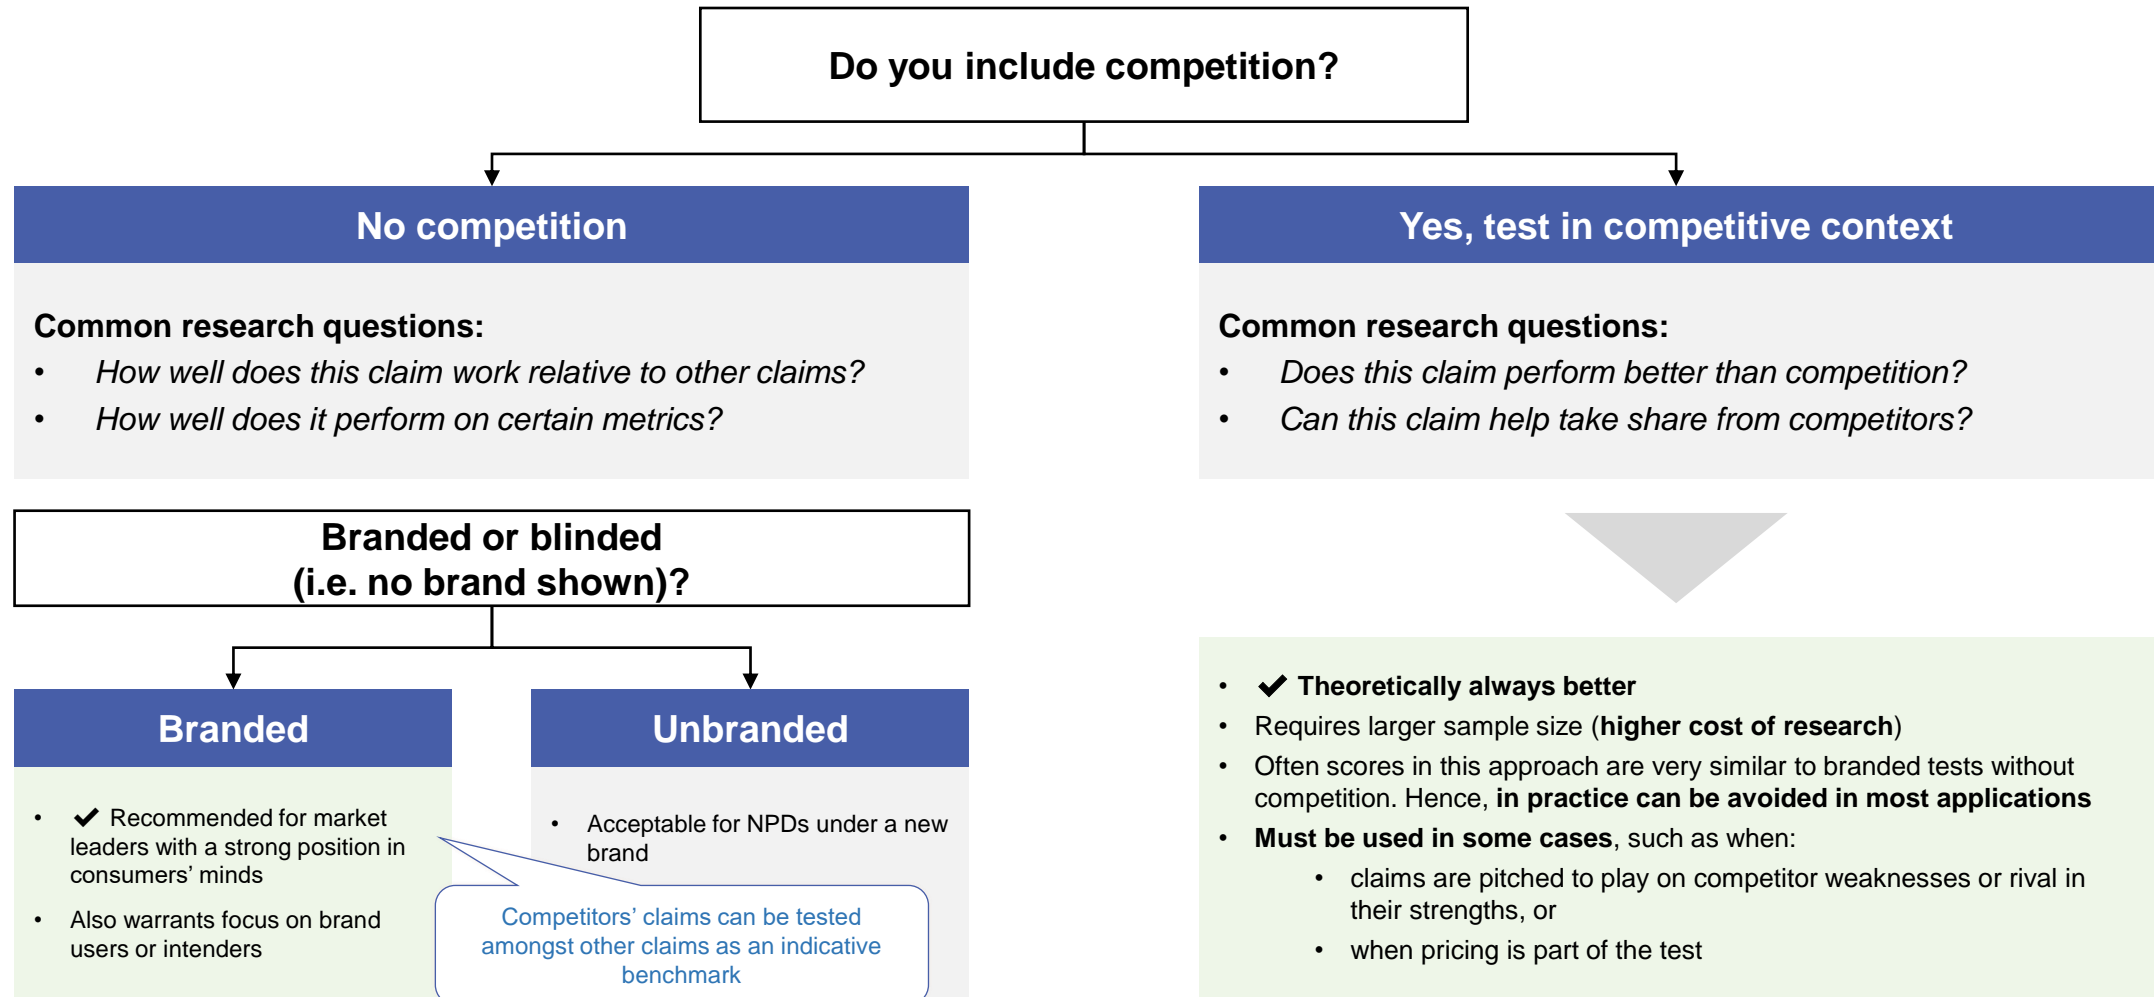 Do you include competition?
No competition
Common research questions:
• How well does this claim work relative to other claims?
• How well does it perform on certain metrics?
Branded or blinded
(i.e. no brand shown)?
Branded
• ✔ Recommended for market
leaders with a strong position in
consumers' minds
• Also warrants focus on brand
users or intenders
Unbranded
• Acceptable for NPDs under a new
brand
Competitors' claims can be tested
amongst other claims as an indicative
benchmark
Yes, test in competitive context
Common research questions:
• Does this claim perform better than competition?
• Can this claim help take share from competitors?
• ✔ Theoretically always better
• Requires larger sample size (higher cost of research)
• Often scores in this approach are very similar to branded tests without
competition. Hence, in practice can be avoided in most applications
• Must be used in some cases, such as when:
• claims are pitched to play on competitor weaknesses or rival in
their strengths, or
• when pricing is part of the test